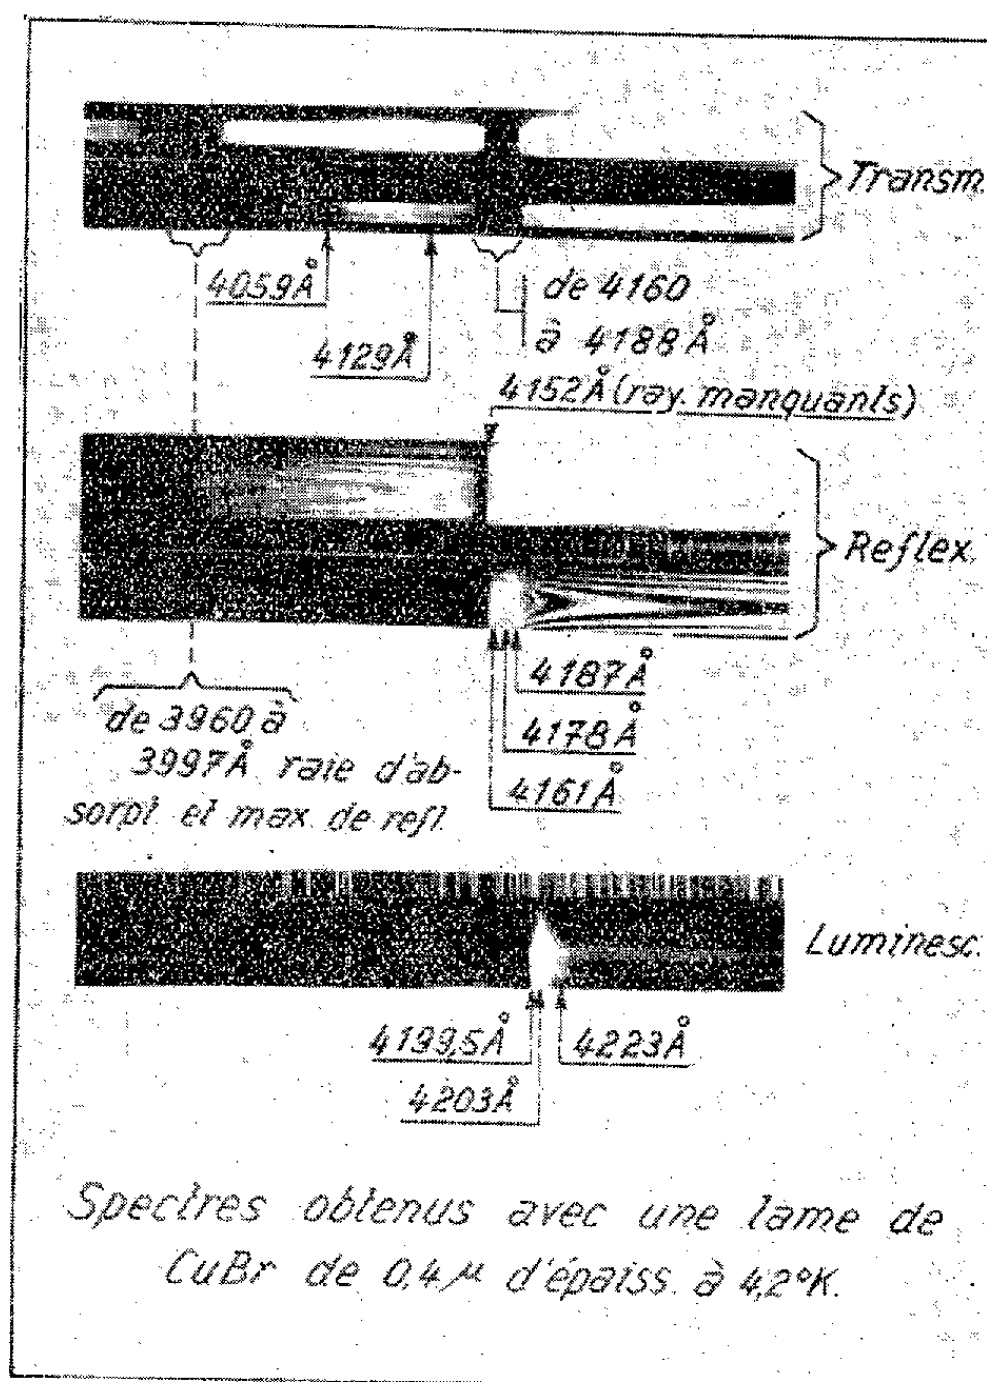 Transm.
4059Å
de 4160
à 4188Å
4129Å
4152Å (ray. manquants)
Reflex.
4187Å
4178Å
4161Å
de 3960 à
3997Å raie d'ab-
sorpt. et max. de refl.
Luminesc.
4199,5Å
4223Å
4203Å
Spectres obtenus avec une lame de
CuBr de 0,4μ d'épaiss. à 4,2°K.